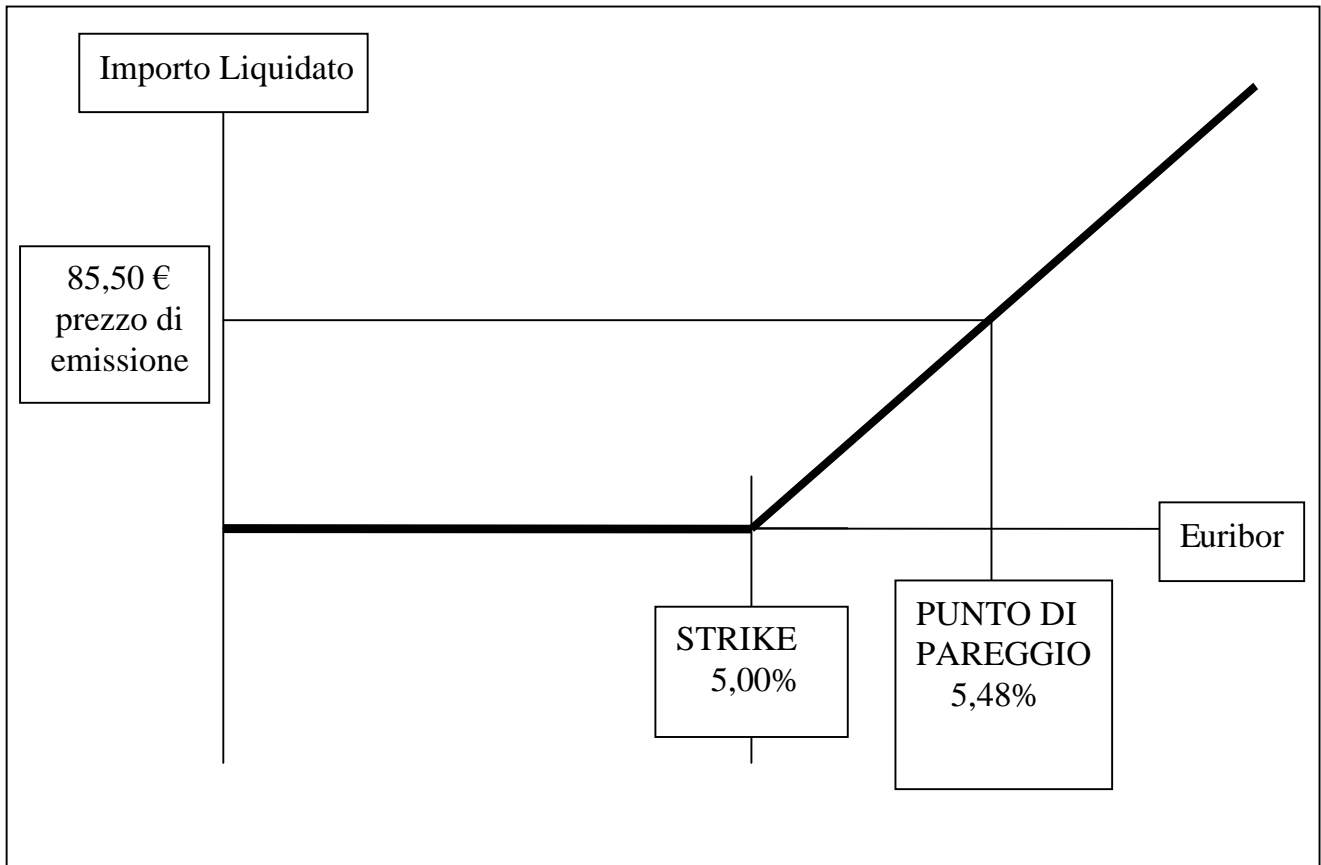 Importo Liquidato
85,50 €
prezzo di
emissione
Euribor
STRIKE
5,00%
PUNTO DI
PAREGGIO
5,48%